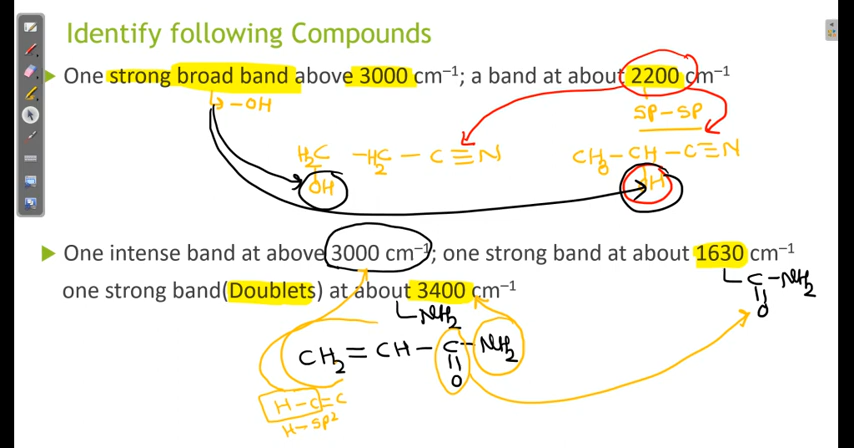 Identify following Compounds
One strong broad band above 3000 cm⁻¹; a band at about 2200 cm⁻¹
-OH
SP-SP
H₂C -H₂C - C≡N
CH₃-CH-C≡N
OH
OH
One intense band at above 3000 cm⁻¹; one strong band at about 1630 cm⁻¹
one strong band(Doublets) at about 3400 cm⁻¹
C-NH₂
O
NH₂
CH₂=CH-C-NH₂
O
H-C=C
H-SP²